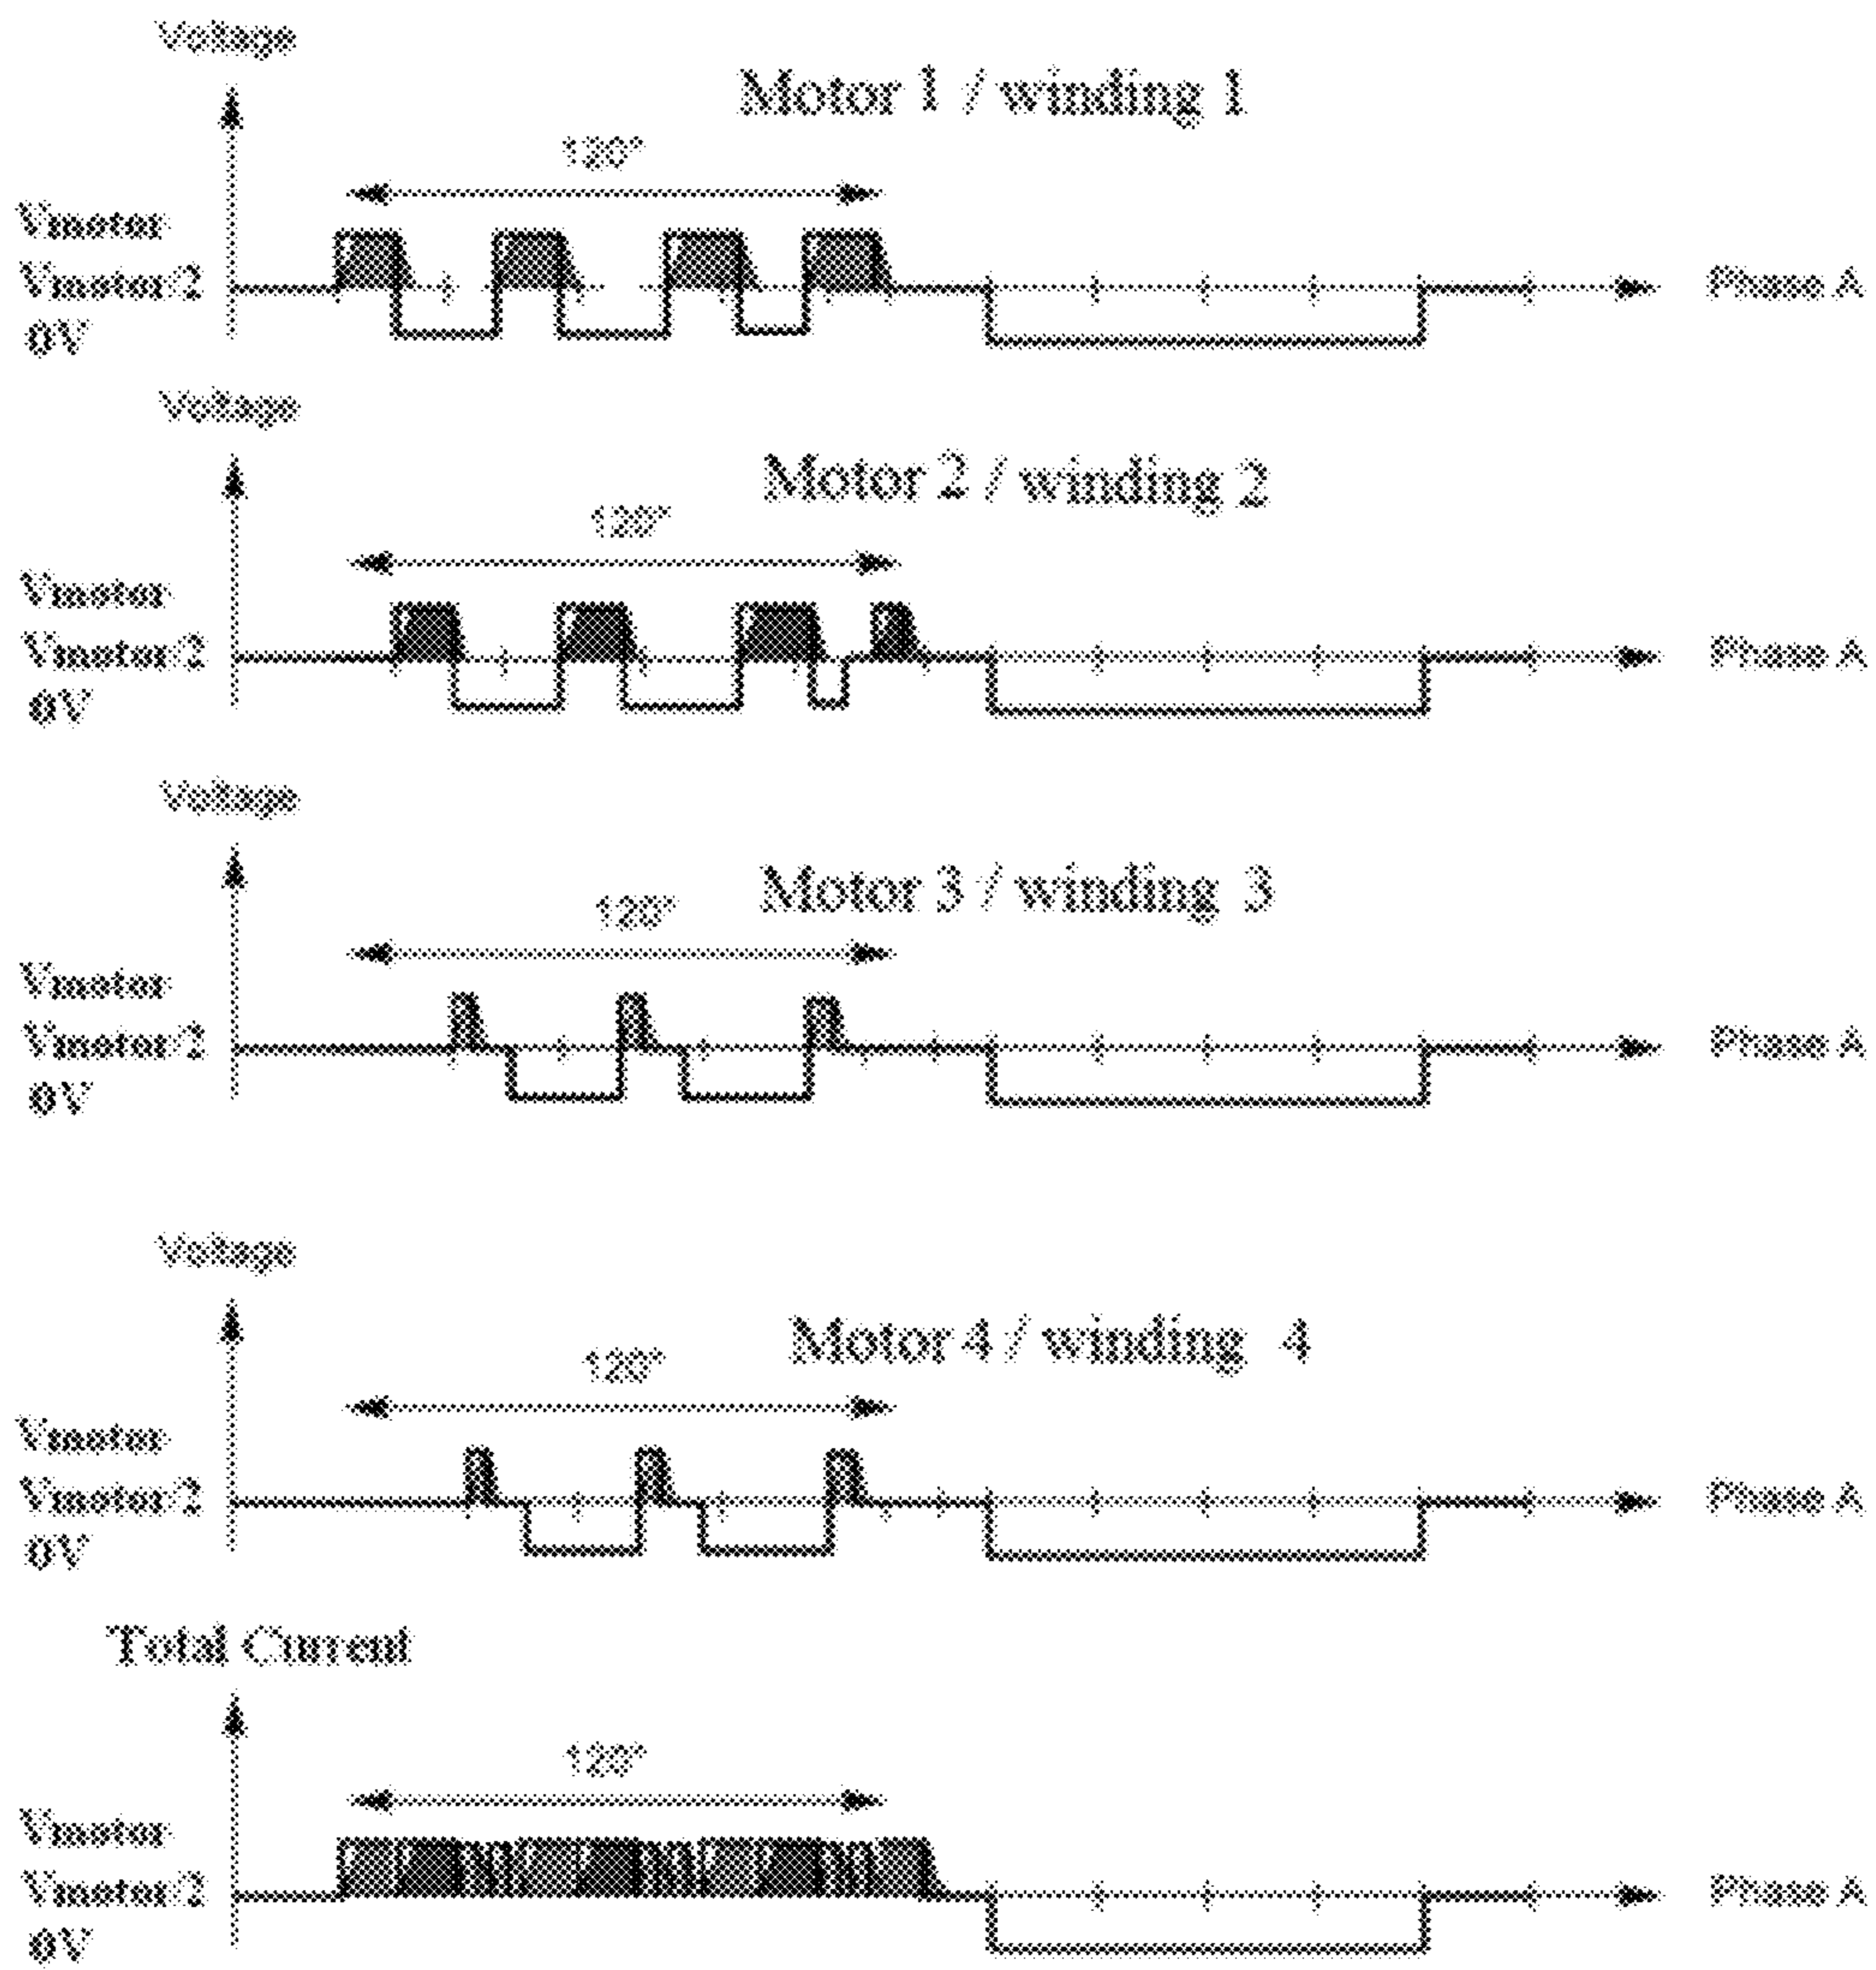 Voltage
Motor 1 / winding 1
120°
Vmotor
Vmotor/2
0V
Phase A
Voltage
Motor 2 / winding 2
120°
Vmotor
Vmotor/2
0V
Phase A
Voltage
Motor 3 / winding 3
120°
Vmotor
Vmotor/2
0V
Phase A
Voltage
Motor 4 / winding 4
120°
Vmotor
Vmotor/2
0V
Phase A
Total Current
120°
Vmotor
Vmotor/2
0V
Phase A